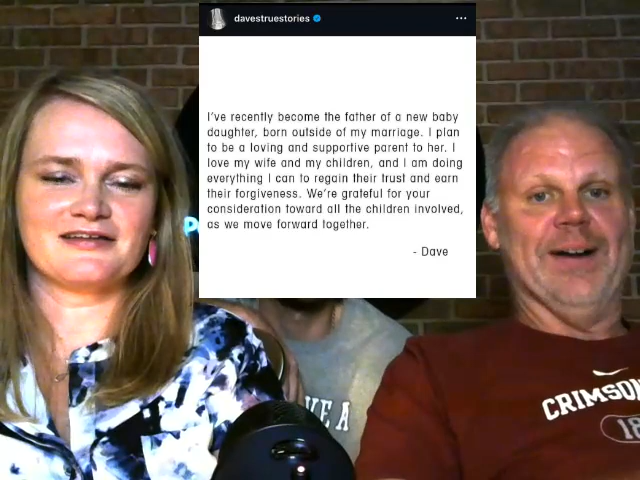 davestruestories
I've recently become the father of a new baby
daughter, born outside of my marriage. I plan
to be a loving and supportive parent to her. I
love my wife and my children, and I am doing
everything I can to regain their trust and earn
their forgiveness. We're grateful for your
consideration toward all the children involved,
as we move forward together.
- Dave
CRIMSON
18